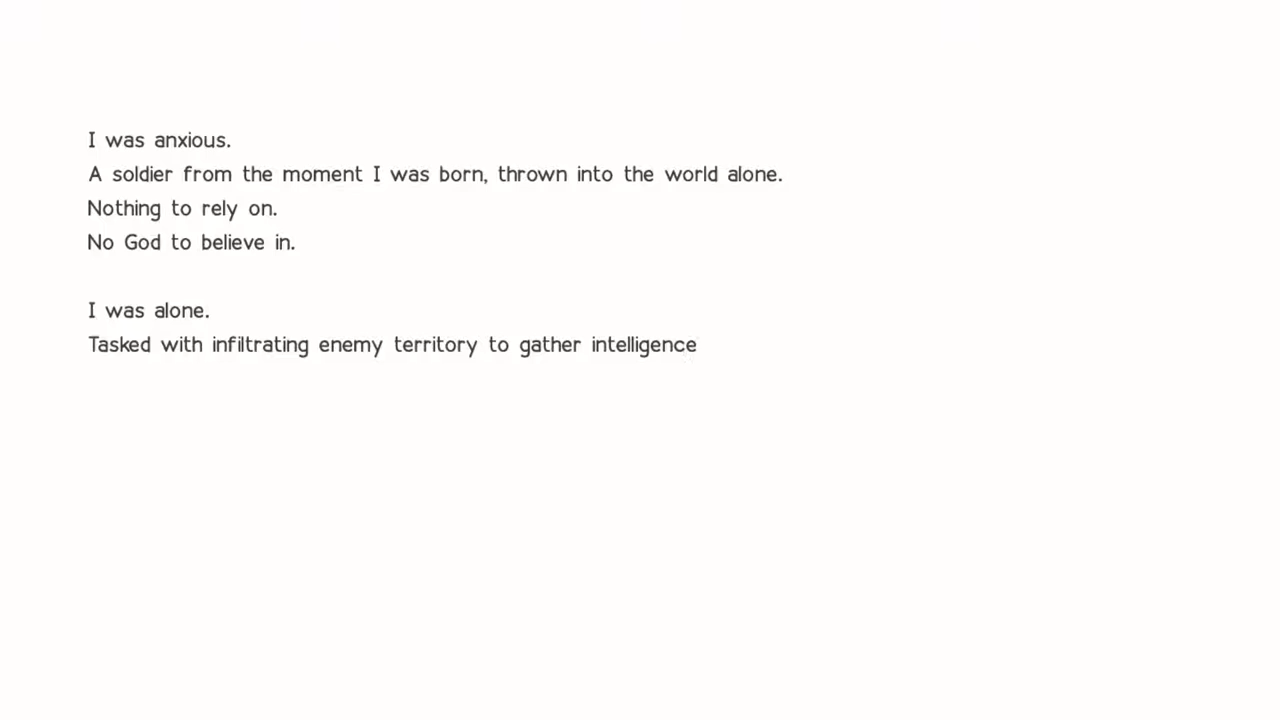 I was anxious.
A soldier from the moment I was born, thrown into the world alone.
Nothing to rely on.
No God to believe in.
I was alone.
Tasked with infiltrating enemy territory to gather intelligence